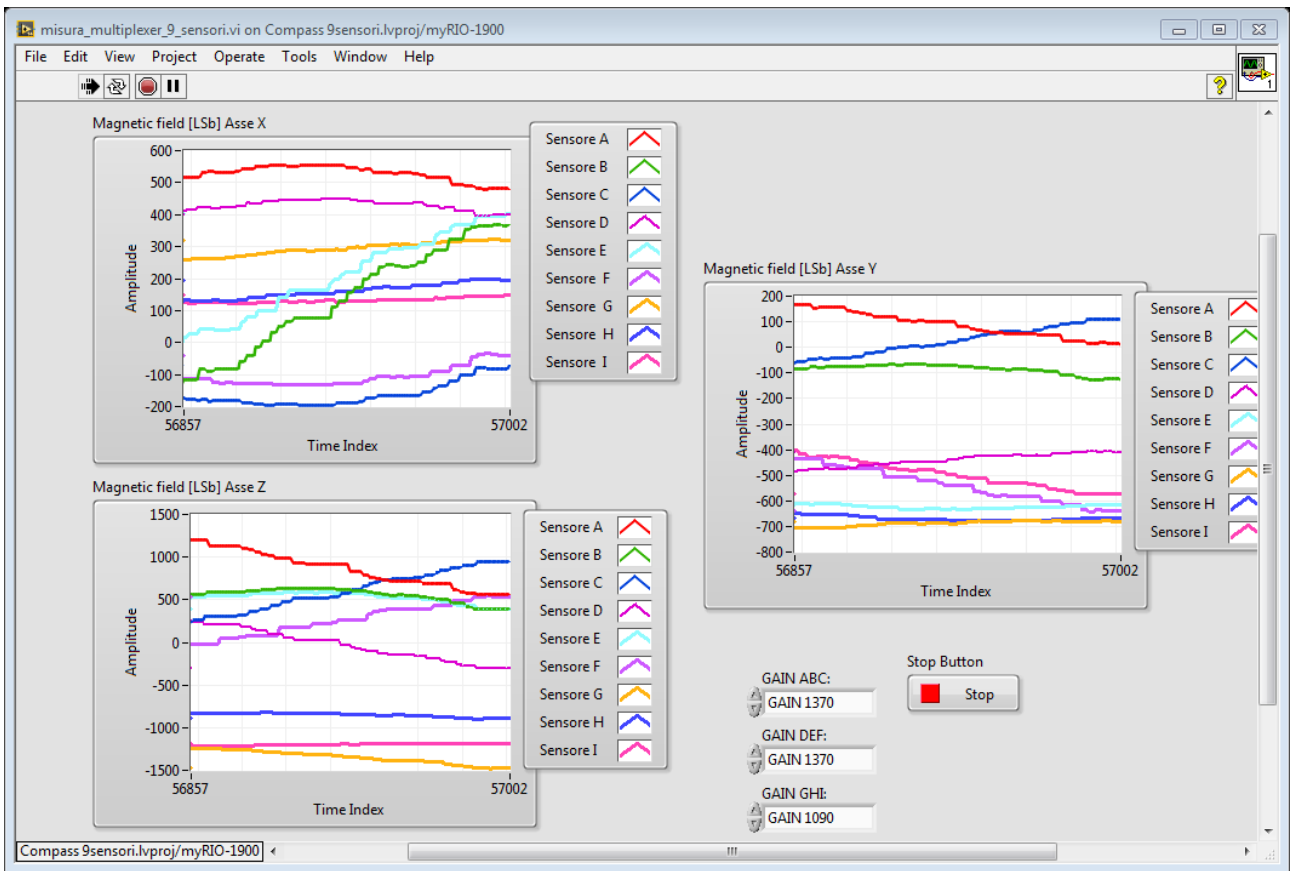 misura_multiplexer_9_sensori.vi on Compass 9sensori.lvproj/myRIO-1900
File Edit View Project Operate Tools Window Help
?
1
Magnetic field [LSb] Asse X
Amplitude
600
500
400
300
200
100
0
-100
-200
56857
57002
Time Index
Sensore A
Sensore B
Sensore C
Sensore D
Sensore E
Sensore F
Sensore G
Sensore H
Sensore I
Magnetic field [LSb] Asse Y
Amplitude
200
100
0
-100
-200
-300
-400
-500
-600
-700
-800
56857
57002
Time Index
Sensore A
Sensore B
Sensore C
Sensore D
Sensore E
Sensore F
Sensore G
Sensore H
Sensore I
Magnetic field [LSb] Asse Z
Amplitude
1500
1000
500
0
-500
-1000
-1500
56857
57002
Time Index
Sensore A
Sensore B
Sensore C
Sensore D
Sensore E
Sensore F
Sensore G
Sensore H
Sensore I
GAIN ABC:
GAIN 1370
GAIN DEF:
GAIN 1370
GAIN GHI:
GAIN 1090
Stop Button
Stop
Compass 9sensori.lvproj/myRIO-1900